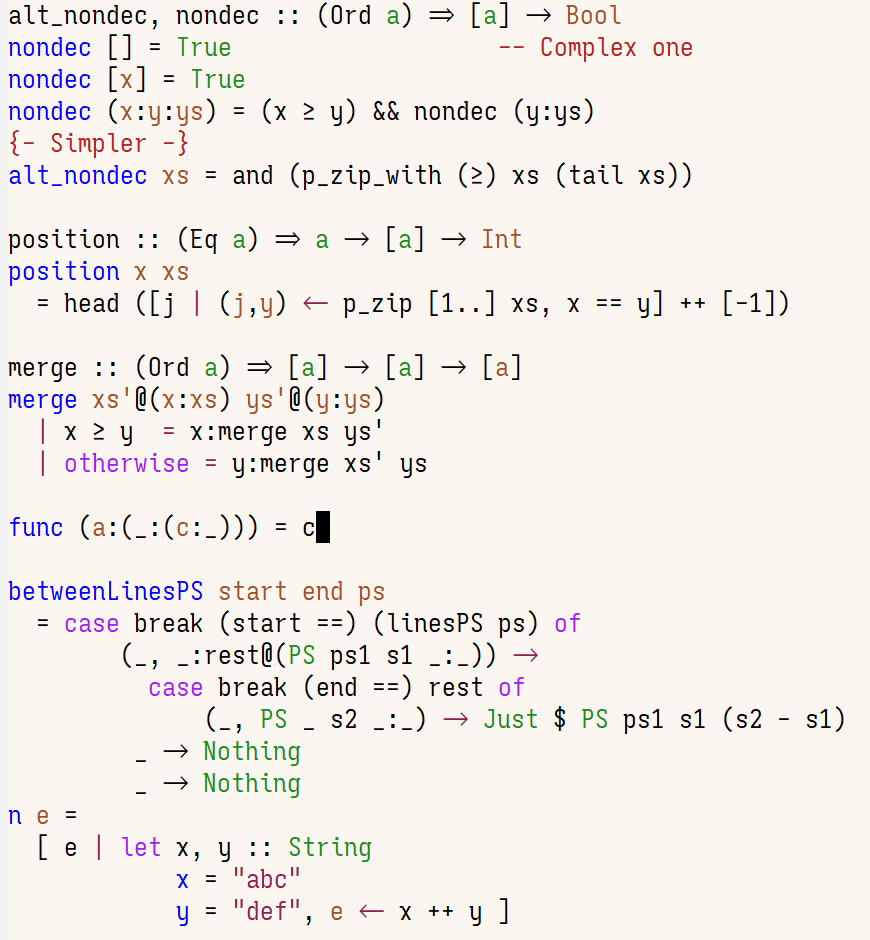 alt_nondec, nondec :: (Ord a) ⇒ [a] → Bool
nondec [] = True                   -- Complex one
nondec [x] = True
nondec (x:y:ys) = (x ≥ y) && nondec (y:ys)
{- Simpler -}
alt_nondec xs = and (p_zip_with (≥) xs (tail xs))

position :: (Eq a) ⇒ a → [a] → Int
position x xs
  = head ([j | (j,y) ← p_zip [1..] xs, x == y] ++ [-1])

merge :: (Ord a) ⇒ [a] → [a] → [a]
merge xs'@(x:xs) ys'@(y:ys)
  | x ≥ y  = x:merge xs ys'
  | otherwise = y:merge xs' ys

func (a:(_:(c:_))) = c

betweenLinesPS start end ps
  = case break (start ==) (linesPS ps) of
        (_, _:rest@(PS ps1 s1 _:_)) →
          case break (end ==) rest of
              (_, PS _ s2 _:_) → Just $ PS ps1 s1 (s2 - s1)
         _ → Nothing
         _ → Nothing
n e =
  [ e | let x, y :: String
            x = "abc"
            y = "def", e ← x ++ y ]